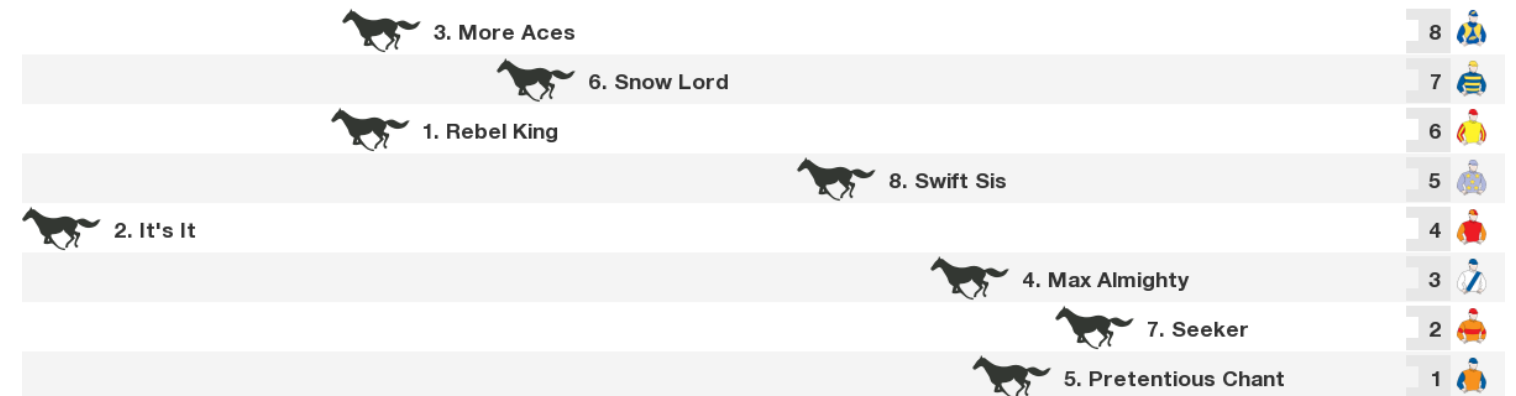 3. More Aces 8
6. Snow Lord 7
1. Rebel King 6
8. Swift Sis 5
2. It's It 4
4. Max Almighty 3
7. Seeker 2
5. Pretentious Chant 1